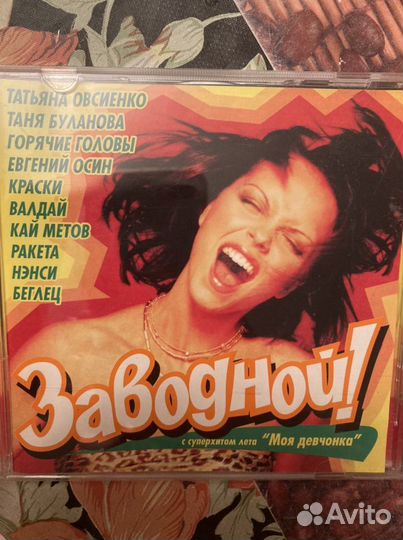 ТАТЬЯНА ОВСИЕНКО
ТАНЯ БУЛАНОВА
ГОРЯЧИЕ ГОЛОВЫ
ЕВГЕНИЙ ОСИН
КРАСКИ
ВАЛДАЙ
КАЙ МЕТОВ
РАКЕТА
НЭНСИ
БЕГЛЕЦ
Заводной!
с суперхитом лета "Моя девчонка"
Avito